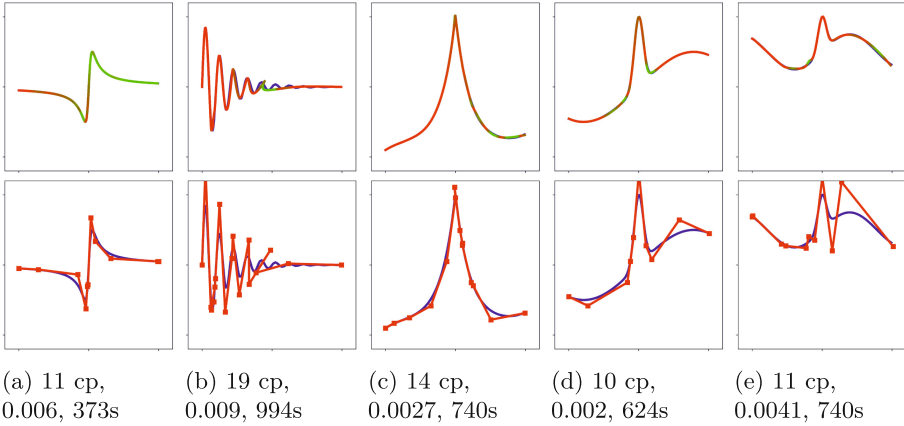 (a) 11 cp,
0.006, 373s
(b) 19 cp,
0.009, 994s
(c) 14 cp,
0.0027, 740s
(d) 10 cp,
0.002, 624s
(e) 11 cp,
0.0041, 740s